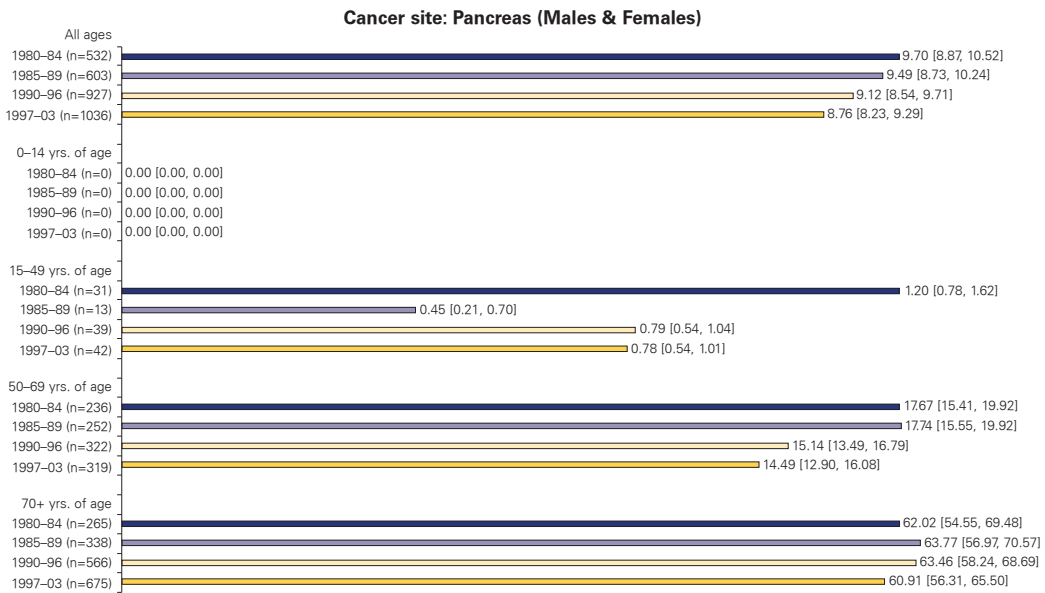 Cancer site: Pancreas (Males & Females)
All ages
1980–84 (n=532) 9.70 [8.87, 10.52]
1985–89 (n=603) 9.49 [8.73, 10.24]
1990–96 (n=927) 9.12 [8.54, 9.71]
1997–03 (n=1036) 8.76 [8.23, 9.29]
0–14 yrs. of age
1980–84 (n=0) 0.00 [0.00, 0.00]
1985–89 (n=0) 0.00 [0.00, 0.00]
1990–96 (n=0) 0.00 [0.00, 0.00]
1997–03 (n=0) 0.00 [0.00, 0.00]
15–49 yrs. of age
1980–84 (n=31) 1.20 [0.78, 1.62]
1985–89 (n=13) 0.45 [0.21, 0.70]
1990–96 (n=39) 0.79 [0.54, 1.04]
1997–03 (n=42) 0.78 [0.54, 1.01]
50–69 yrs. of age
1980–84 (n=236) 17.67 [15.41, 19.92]
1985–89 (n=252) 17.74 [15.55, 19.92]
1990–96 (n=322) 15.14 [13.49, 16.79]
1997–03 (n=319) 14.49 [12.90, 16.08]
70+ yrs. of age
1980–84 (n=265) 62.02 [54.55, 69.48]
1985–89 (n=338) 63.77 [56.97, 70.57]
1990–96 (n=566) 63.46 [58.24, 68.69]
1997–03 (n=675) 60.91 [56.31, 65.50]